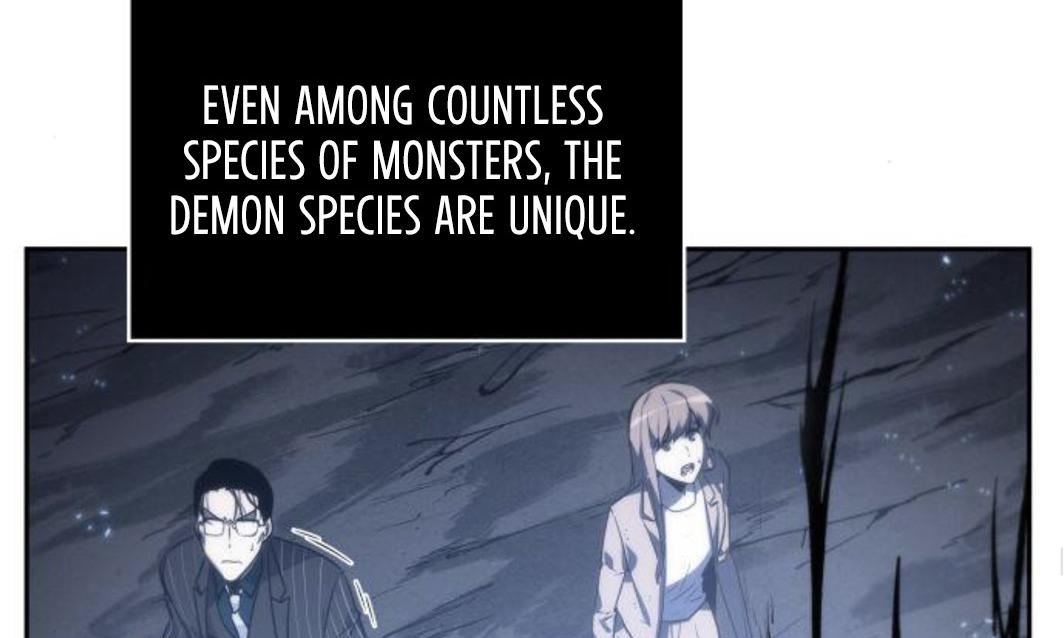 EVEN AMONG COUNTLESS
SPECIES OF MONSTERS, THE
DEMON SPECIES ARE UNIQUE.